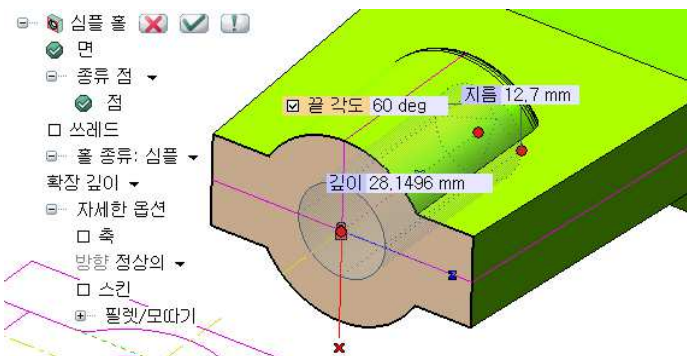 심플 홀
면
종류 점
점
쓰레드
홀 종류: 심플
확장 깊이
자세한 옵션
축
방향 정상의
스킨
필렛/모따기
끝 각도 60 deg
지름 12,7 mm
깊이 28,1496 mm
z
x